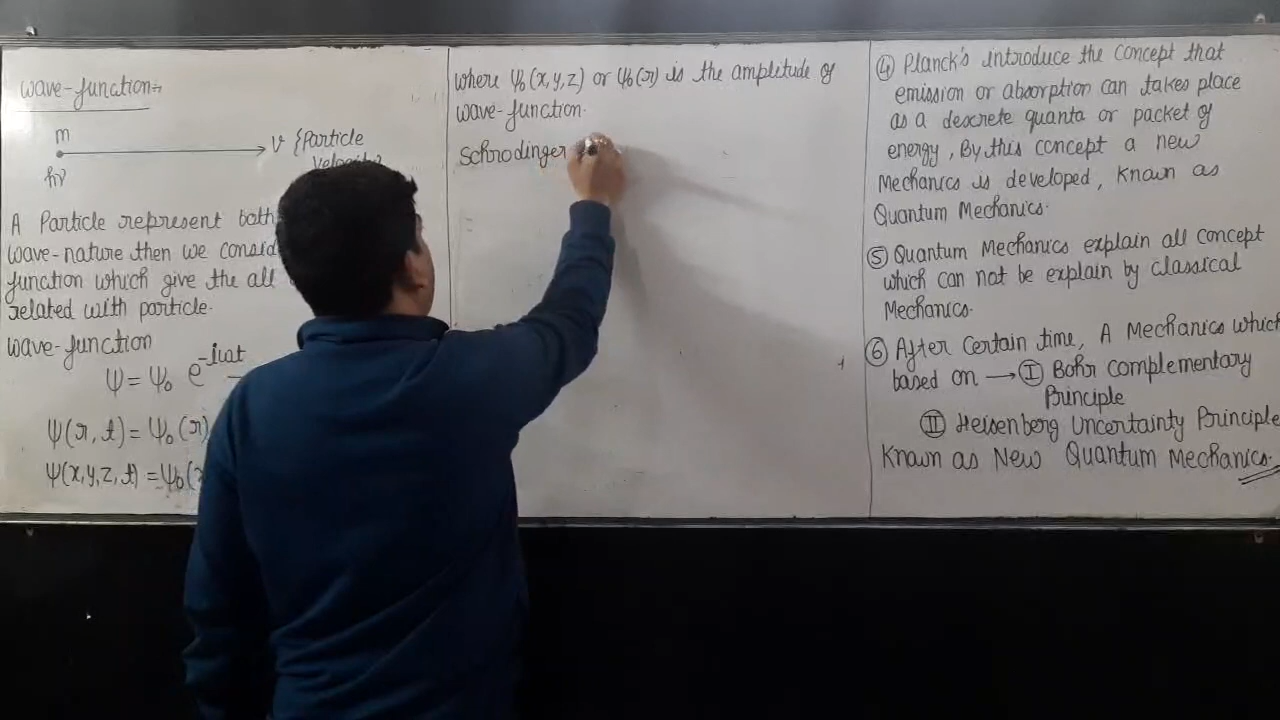 wave-function:-
m
v {Particle
velocity
hν
A Particle represent both
wave-nature then we consid
function which give the all
related with particle.
wave-function
ψ = ψ₀ e^-iωt
ψ(r, t) = ψ₀(r)
ψ(x,y,z, t) = ψ₀(
where ψ₀(x,y,z) or ψ₀(r) is the ampletude of
wave-function.
Schrodinger
④ Planck's introduce the concept that
emission or absorption can takes place
as a descrete quanta or packet of
energy, By this concept a new
Mechanics is developed, known as
Quantum Mechanics.
⑤ Quantum Mechanics explain all concept
which can not be explain by classical
Mechanics.
⑥ After Certain time, A Mechanics which
based on → Ⓘ Bohr complementary
Principle
Ⓘ Heisenberg Uncertainty Principle
Known as New Quantum Mechanics.